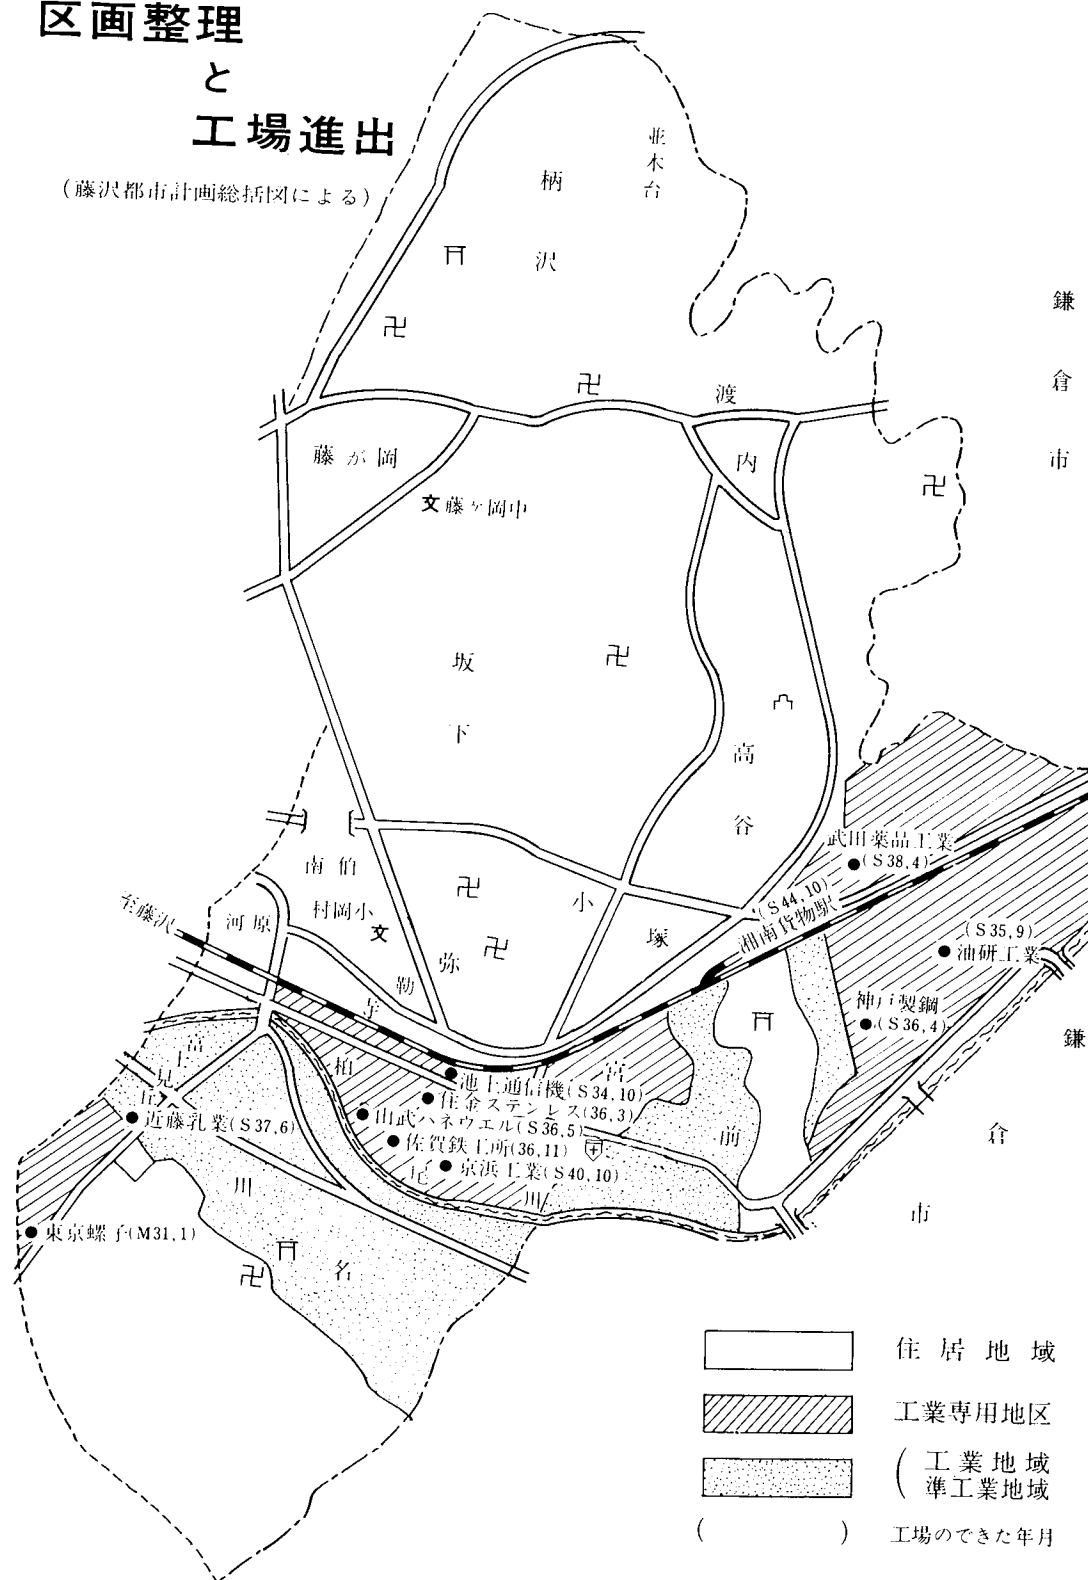 区画整理
と
工場進出
(藤沢都市計画総括図による)
並木台
柄沢
鎌倉市
渡内
藤が岡
文 藤ヶ岡中
坂下
高谷
武田薬品工業
(S38,4)
南伯
小塚
(S44,10)
湘南貨物駅
至藤沢
河原
村岡小
文
弥勒寺
(S35,9)
油研工業
神戸製鋼
(S36,4)
鎌倉市
富士見丘
柏尾川
宮前
池上通信機(S34,10)
住金ステンレス(36,3)
山武ハネウエル(S36,5)
佐賀鉄工所(36,11)
京浜工業(S40,10)
近藤乳業(S37,6)
川名
東京螺子(M31,1)
住居地域
工業専用地区
工業地域
準工業地域
( ) 工場のできた年月